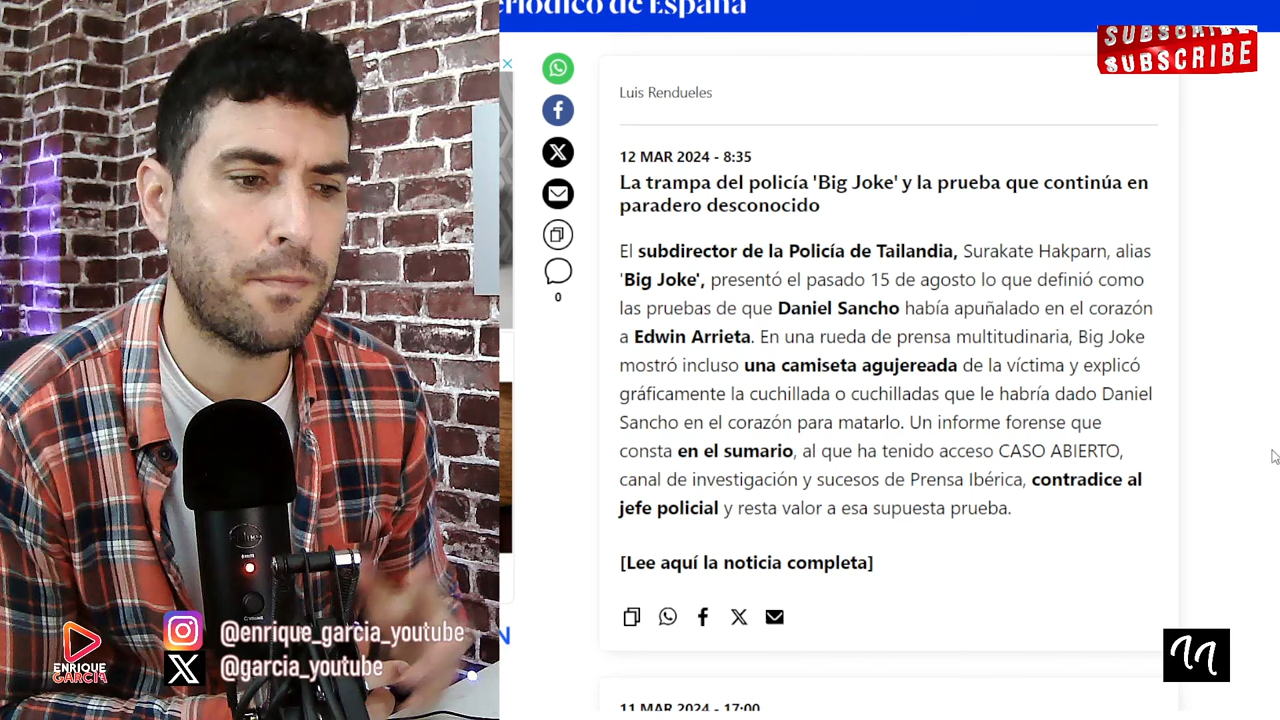 eriódico de España
SUBSCRIBE
SUBSCRIBE
Luis Rendueles
12 MAR 2024 - 8:35
La trampa del policía 'Big Joke' y la prueba que continúa en
paradero desconocido
El subdirector de la Policía de Tailandia, Surakate Hakparn, alias
'Big Joke', presentó el pasado 15 de agosto lo que definió como
las pruebas de que Daniel Sancho había apuñalado en el corazón
a Edwin Arrieta. En una rueda de prensa multitudinaria, Big Joke
mostró incluso una camiseta agujereada de la víctima y explicó
gráficamente la cuchillada o cuchilladas que le habría dado Daniel
Sancho en el corazón para matarlo. Un informe forense que
consta en el sumario, al que ha tenido acceso CASO ABIERTO,
canal de investigación y sucesos de Prensa Ibérica, contradice al
jefe policial y resta valor a esa supuesta prueba.
[Lee aquí la noticia completa]
0
N
11 MAR 2024 - 17:00
ENRIQUE
GARCIA
@enrique_garcia_youtube
@garcia_youtube